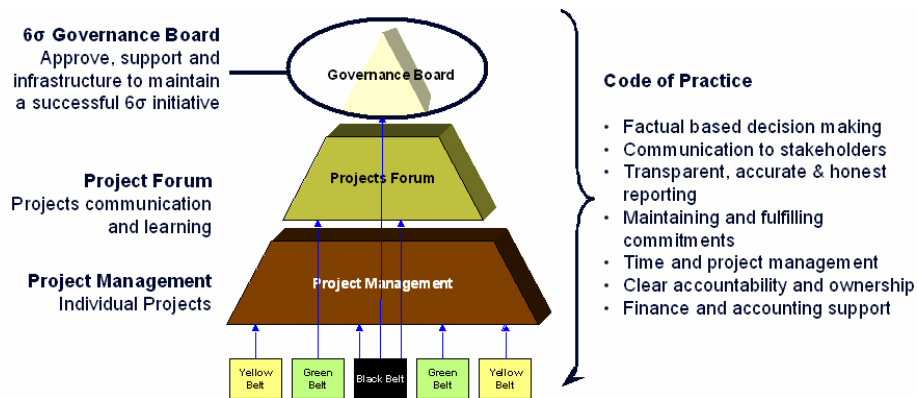 6σ Governance Board
Approve, support and
infrastructure to maintain
a successful 6σ initiative
Project Forum
Projects communication
and learning
Project Management
Individual Projects
Governance Board
Projects Forum
Project Management
Yellow
Belt
Green
Belt
Black Belt
Green
Belt
Yellow
Belt
Code of Practice
• Factual based decision making
• Communication to stakeholders
• Transparent, accurate & honest
reporting
• Maintaining and fulfilling
commitments
• Time and project management
• Clear accountability and ownership
• Finance and accounting support